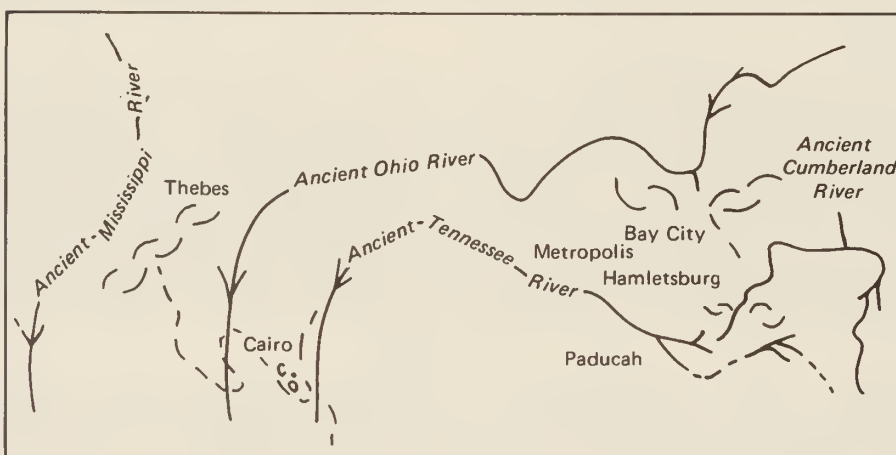 Ancient-Mississippi River
Thebes
Ancient Ohio River
Ancient-Tennessee River
Ancient
Cumberland
River
Bay City
Metropolis
Hamletsburg
Cairo
Paducah